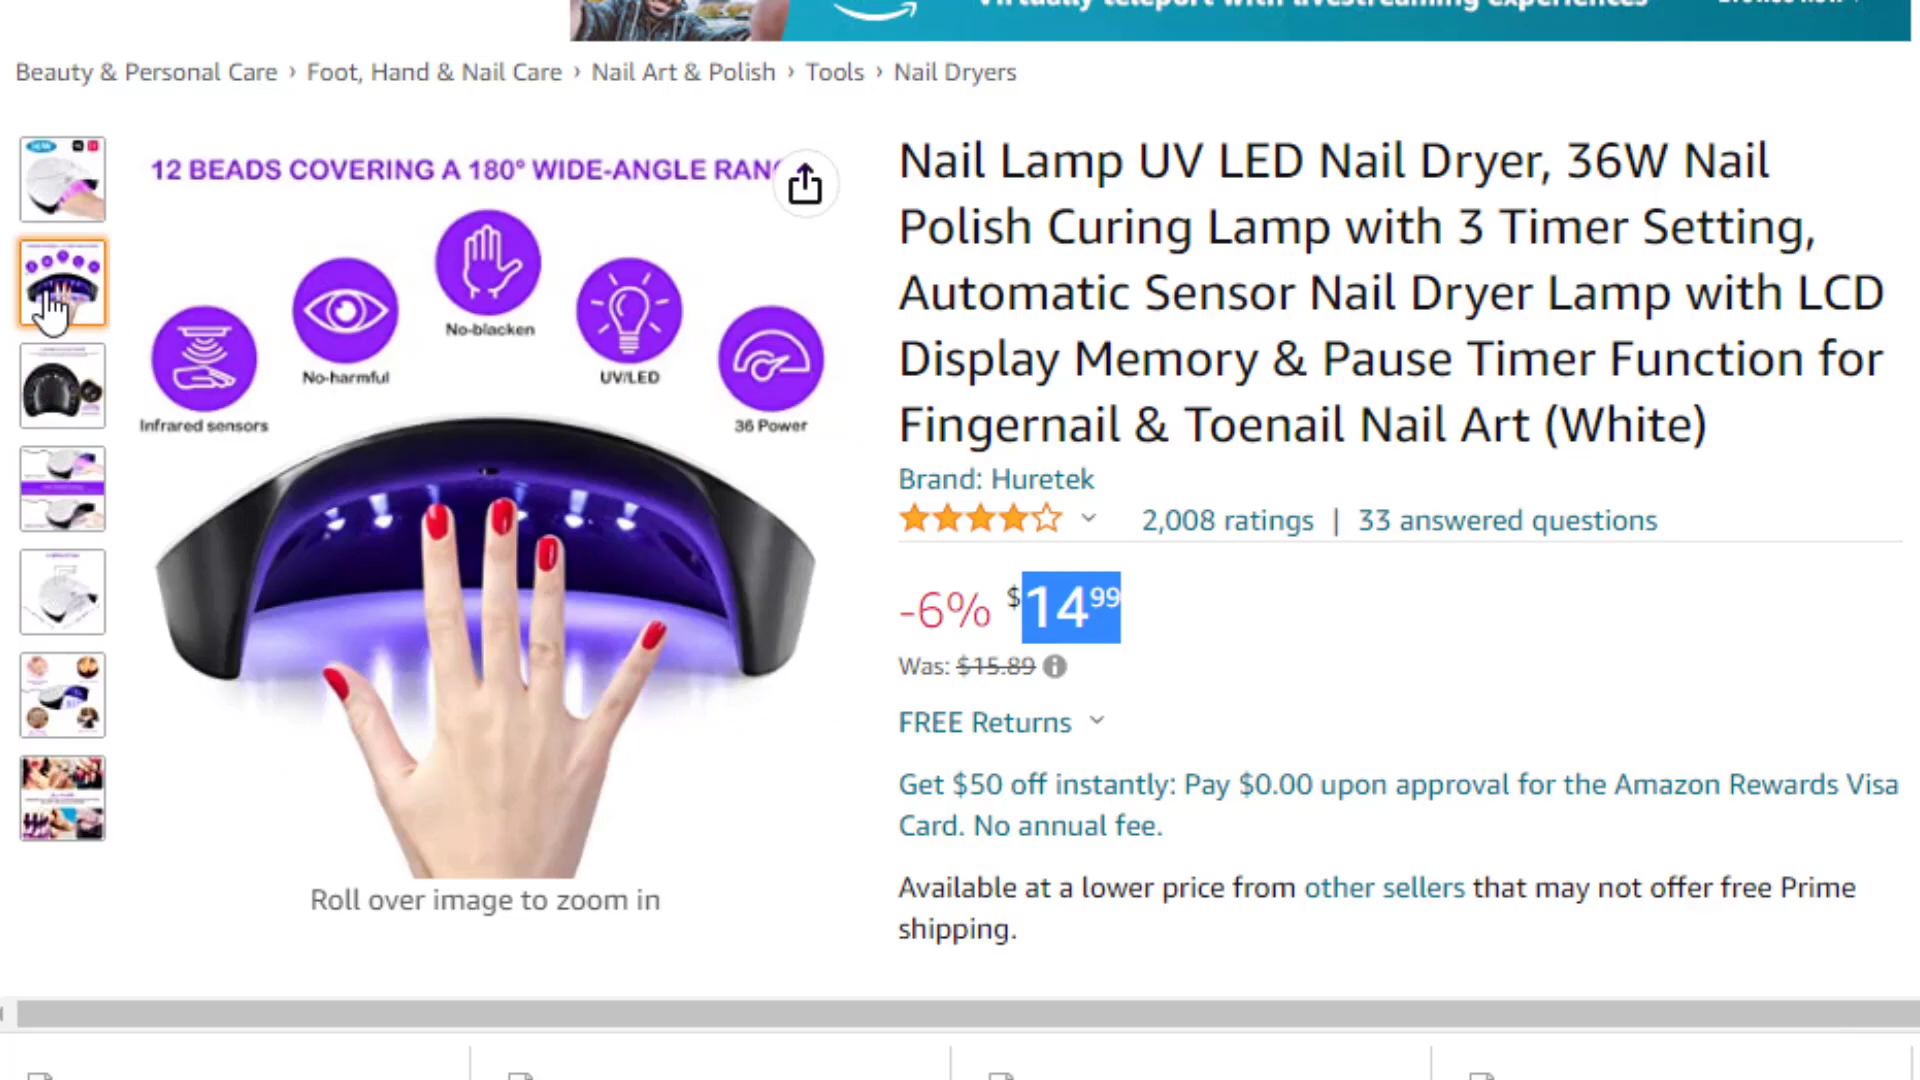 Virtually teleport with livestreaming experiences
Beauty & Personal Care › Foot, Hand & Nail Care › Nail Art & Polish › Tools › Nail Dryers
12 BEADS COVERING A 180° WIDE-ANGLE
Infrared sensors
No-harmful
No-blacken
UV/LED
36 Power
Roll over image to zoom in
Nail Lamp UV LED Nail Dryer, 36W Nail
Polish Curing Lamp with 3 Timer Setting,
Automatic Sensor Nail Dryer Lamp with LCD
Display Memory & Pause Timer Function for
Fingernail & Toenail Nail Art (White)
Brand: Huretek
2,008 ratings | 33 answered questions
-6% $14 99
Was: $15.89
FREE Returns
Get $50 off instantly: Pay $0.00 upon approval for the Amazon Rewards Visa
Card. No annual fee.
Available at a lower price from other sellers that may not offer free Prime
shipping.